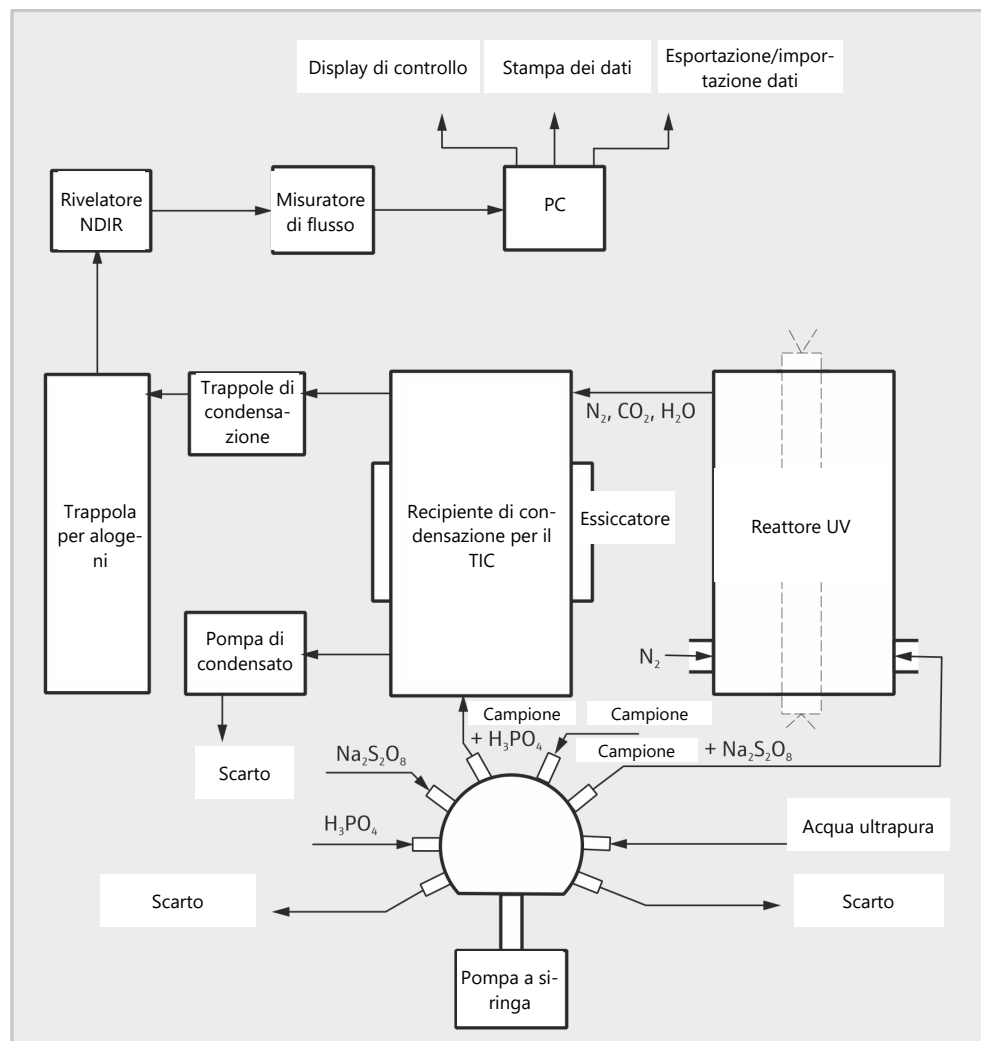 Display di controllo
Stampa dei dati
Esportazione/impor-
tazione dati
Rivelatore
NDIR
Misuratore
di flusso
PC
Trappole di
condensa-
zione
N₂, CO₂, H₂O
Trappola
per aloge-
ni
Recipiente di con-
densazione per il
TIC
Essiccatore
Reattore UV
Pompa di
condensato
N₂
Scarto
Campione
+ H₃PO₄
Campione
Campione
+ Na₂S₂O₈
Na₂S₂O₈
H₃PO₄
Acqua ultrapura
Scarto
Scarto
Pompa a si-
ringa